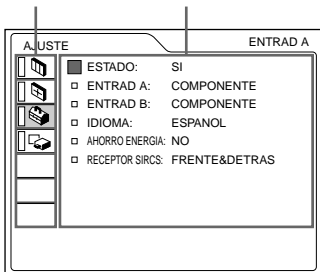 AJUSTE ENTRAD A
ESTADO: SI
ENTRAD A: COMPONENTE
ENTRAD B: COMPONENTE
IDIOMA: ESPANOL
AHORRO ENERGIA: NO
RECEPTOR SIRCS: FRENTE&DETRAS